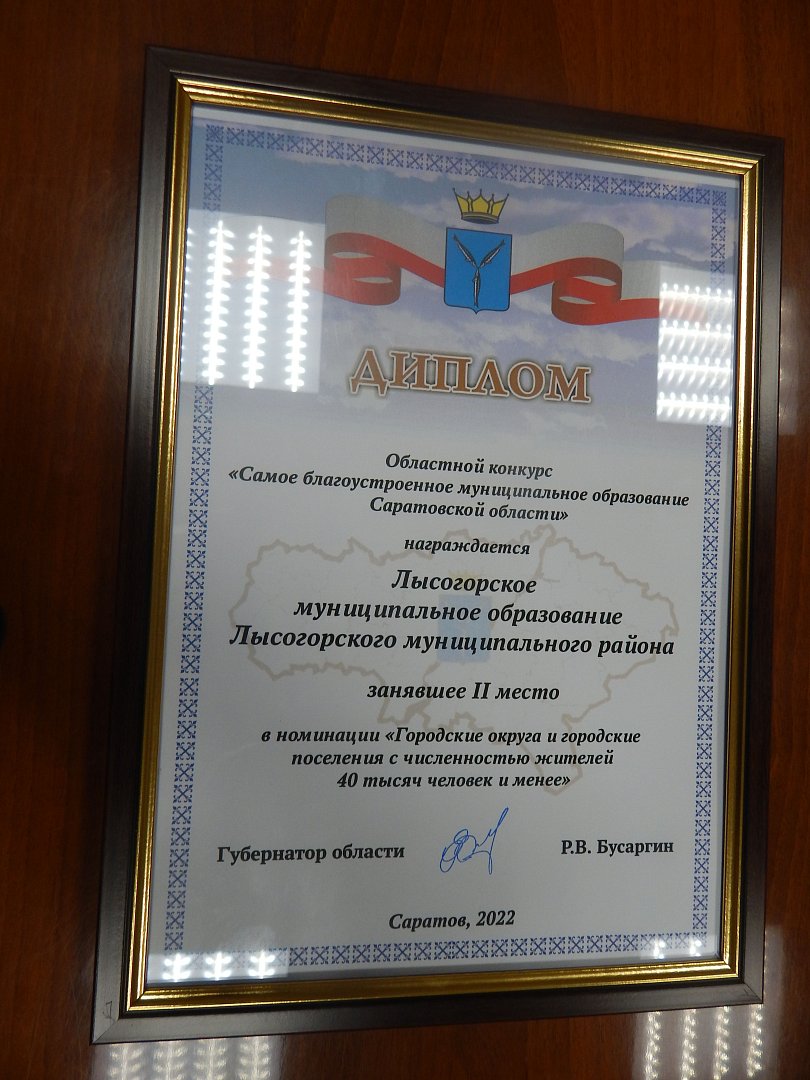 ДИПЛОМ
Областной конкурс
«Самое благоустроенное муниципальное образование
Саратовской области»
награждается
Лысогорское
муниципальное образование
Лысогорского муниципального района
занявшее II место
в номинации «Городские округа и городские
поселения с численностью жителей
40 тысяч человек и менее»
Губернатор области Р.В. Бусаргин
Саратов, 2022